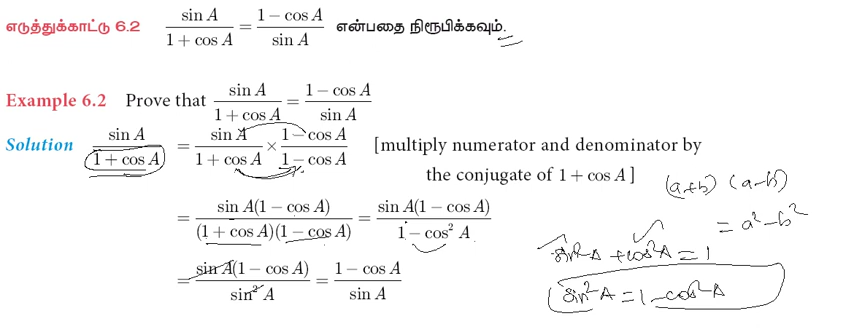 எடுத்துக்காட்டு 6.2 sin A / (1 + cos A) = (1 − cos A) / sin A என்பதை நிரூபிக்கவும்.
Example 6.2 Prove that sin A / (1 + cos A) = (1 − cos A) / sin A
Solution sin A / (1 + cos A) = sin A / (1 + cos A) × (1 − cos A) / (1 − cos A) [multiply numerator and denominator by
the conjugate of 1 + cos A]
(a+b) (a−b)
= a² − b²
= sin A(1 − cos A) / (1 + cos A)(1 − cos A) = sin A(1 − cos A) / (1 − cos² A)
sin²A + cos²A = 1
= sin A(1 − cos A) / sin² A = (1 − cos A) / sin A
sin²A = 1 − cos²A